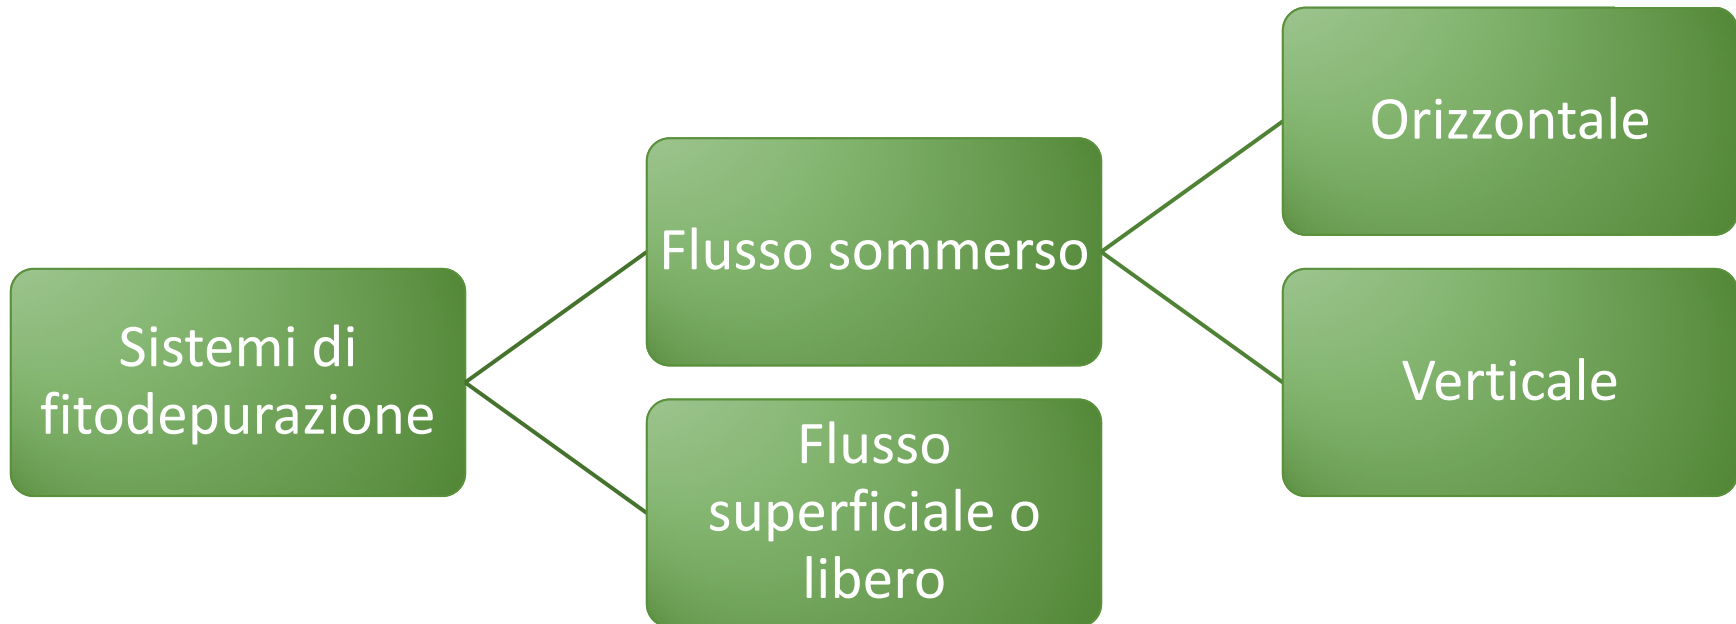 Sistemi di
fitodepurazione
Flusso sommerso
Flusso
superficiale o
libero
Orizzontale
Verticale